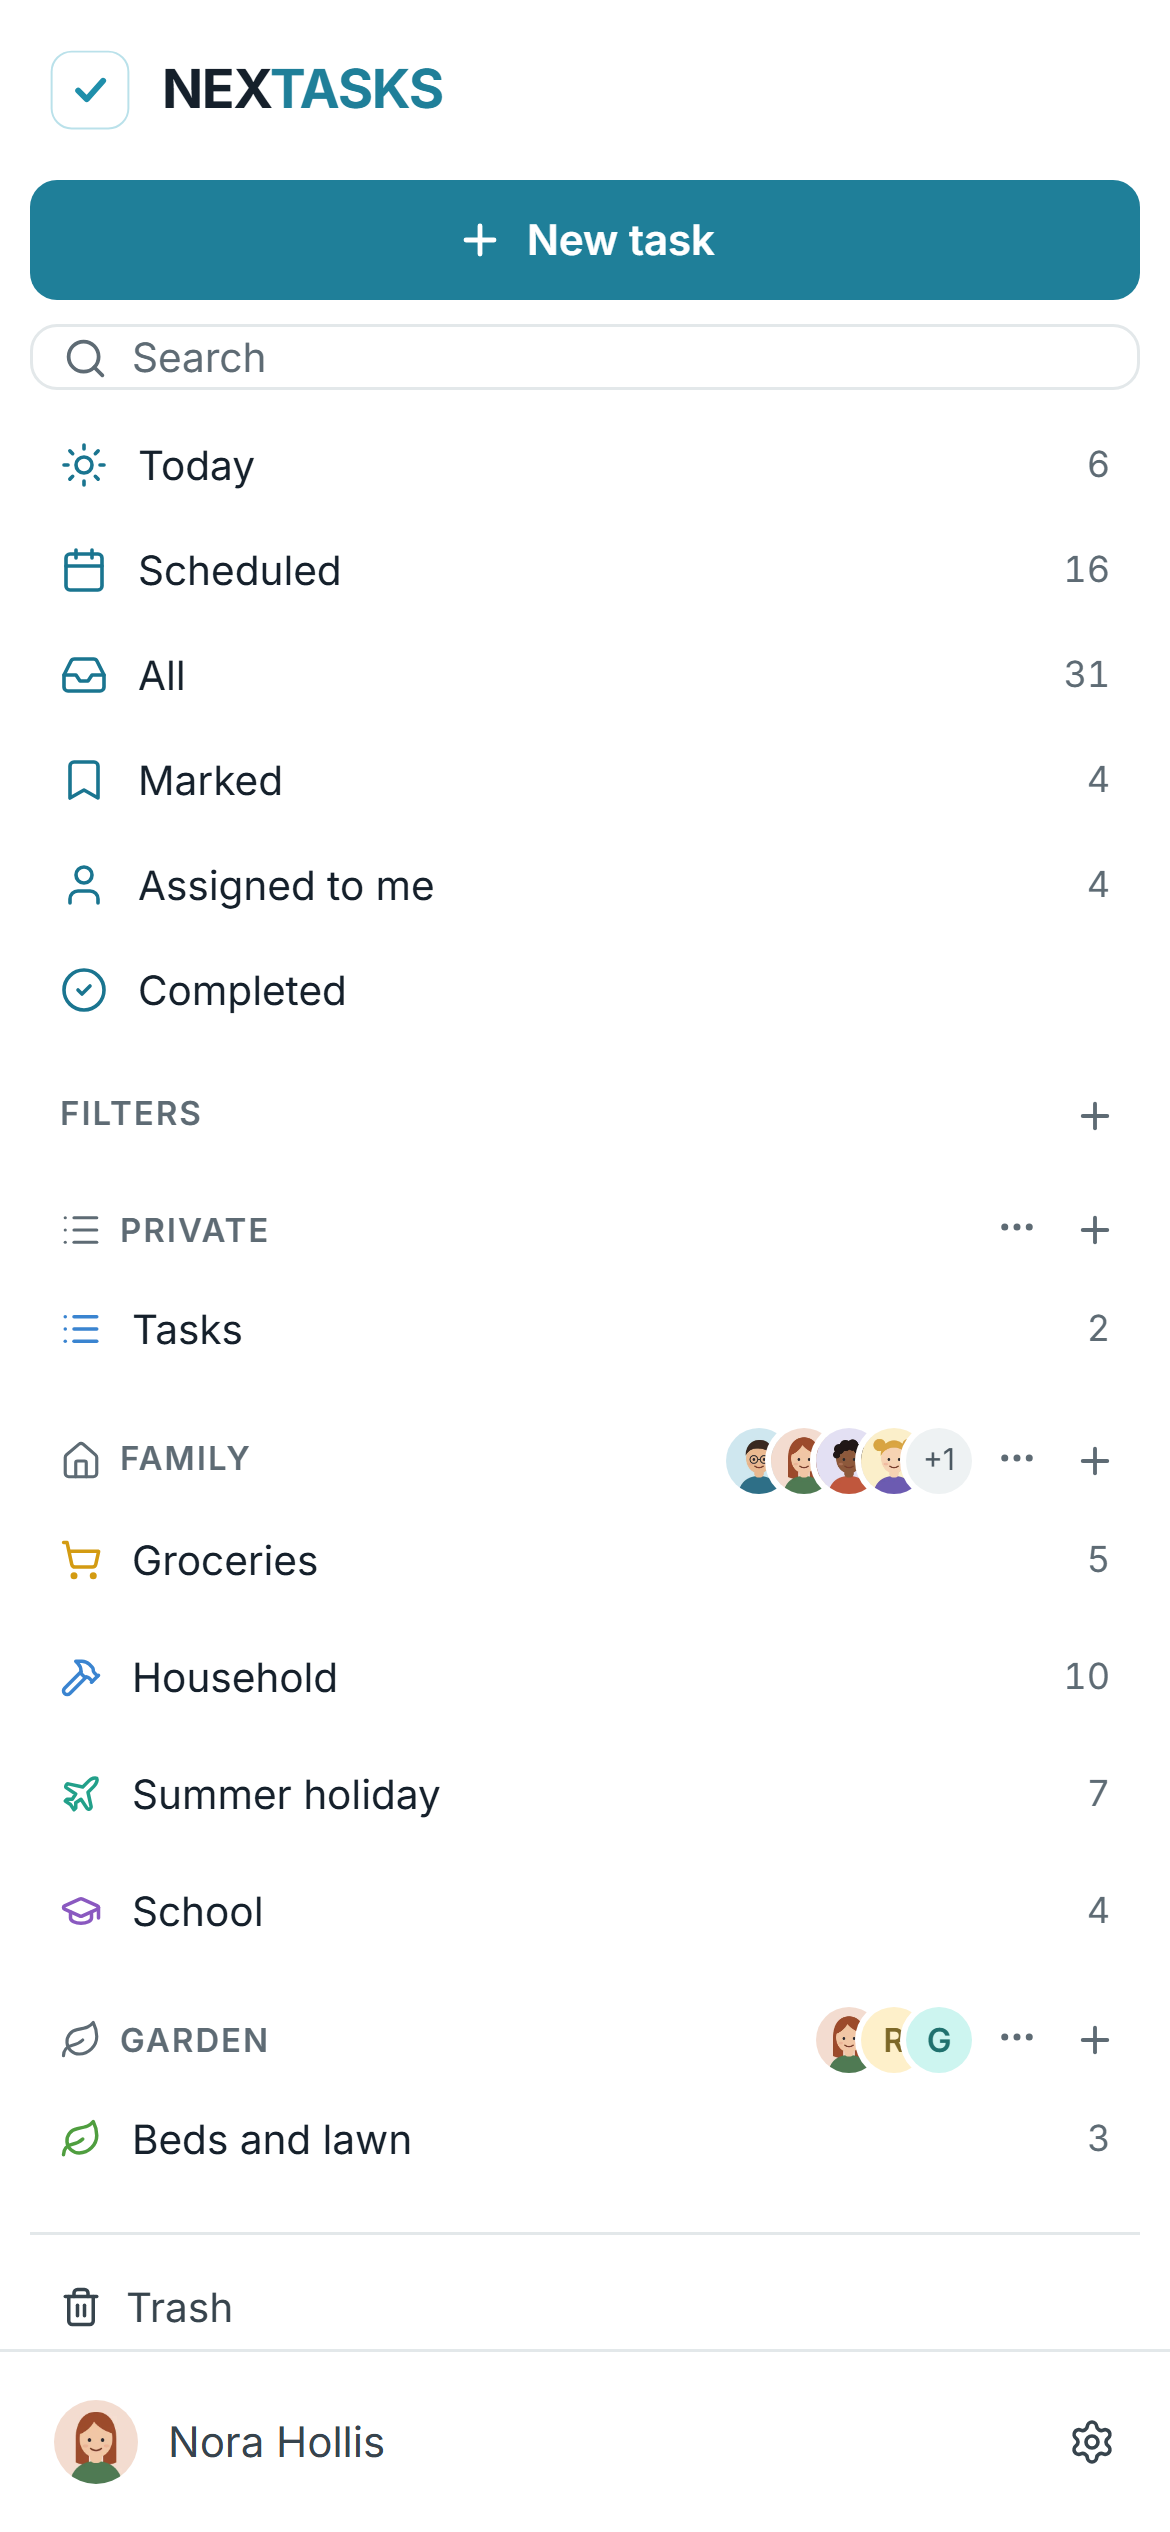 NEXTASKS
New task
Search
Today 6
Scheduled 16
All 31
Marked 4
Assigned to me 4
Completed
FILTERS
PRIVATE
Tasks 2
FAMILY +1
Groceries 5
Household 10
Summer holiday 7
School 4
GARDEN R G
Beds and lawn 3
Trash
Nora Hollis